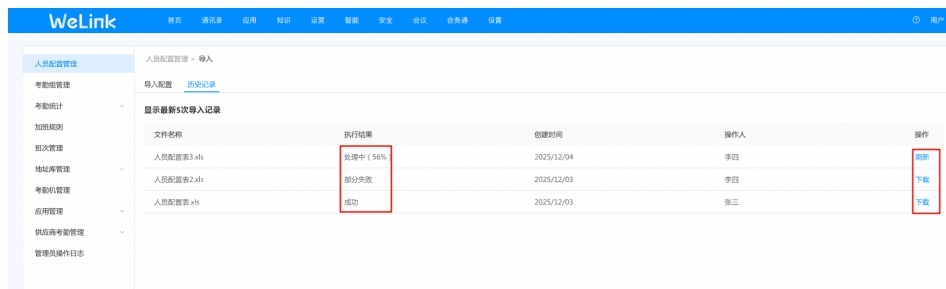 WeLink 首页 通讯录 应用 知识 运营 智能 安全 会议 会务通 设置 用户
人员配置管理
考勤组管理
考勤统计
加班规则
班次管理
地址库管理
考勤机管理
应用管理
供应商考勤管理
管理员操作日志
人员配置管理 > 导入
导入配置 历史记录
显示最新5次导入记录
文件名称 执行结果 创建时间 操作人 操作
人员配置表3.xls 处理中（56%） 2025/12/04 李四 刷新
人员配置表2.xls 部分失败 2025/12/03 李四 下载
人员配置表.xls 成功 2025/12/03 张三 下载